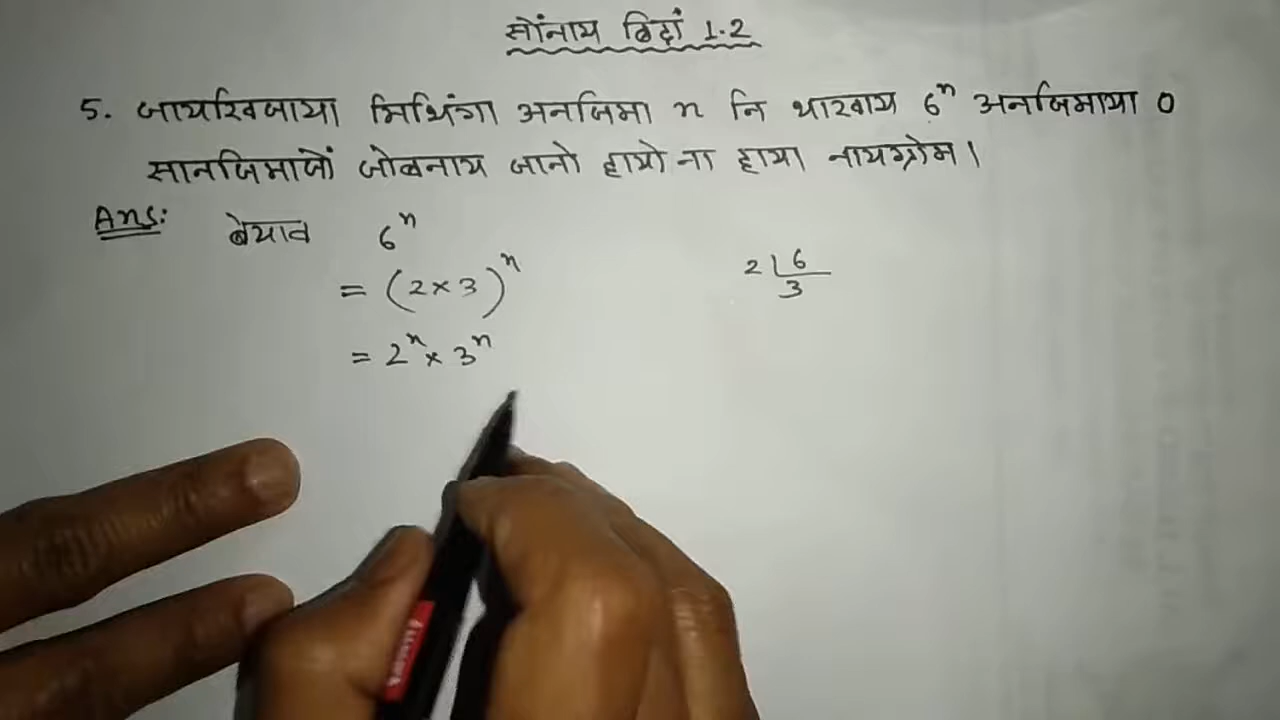 सोंनाय बिदां 1.2
5. जायखिजाया मिथिंगा अनजिमा n नि थाखाय 6ⁿ अनजिमाया 0
सानजिमाजों जोबनाय जानो हायो ना हाया नायग्रोम।
Ans: बेयाव 6ⁿ
= (2×3)ⁿ
2 | 6
3
= 2ⁿ × 3ⁿ